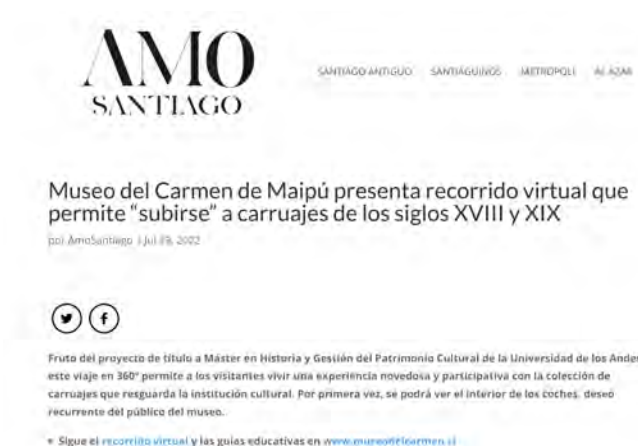 AMO
SANTIAGO
SANTIAGO ANTIGUO SANTIAGUINOS METROPOLI AL AZAR
Museo del Carmen de Maipú presenta recorrido virtual que
permite “subirse” a carruajes de los siglos XVIII y XIX
por AmoSantiago | Jul 2022
Fruto del proyecto de título a Máster en Historia y Gestión del Patrimonio Cultural de la Universidad de los Andes
este viaje en 360° permite a los visitantes vivir una experiencia novedosa y participativa con la colección de
carruajes que resguarda la institución cultural. Por primera vez, se podrá ver el interior de los coches, deseo
recurrente del público del museo.
• Sigue el recorrido virtual y las guías educativas en www.museodelcarmen.cl